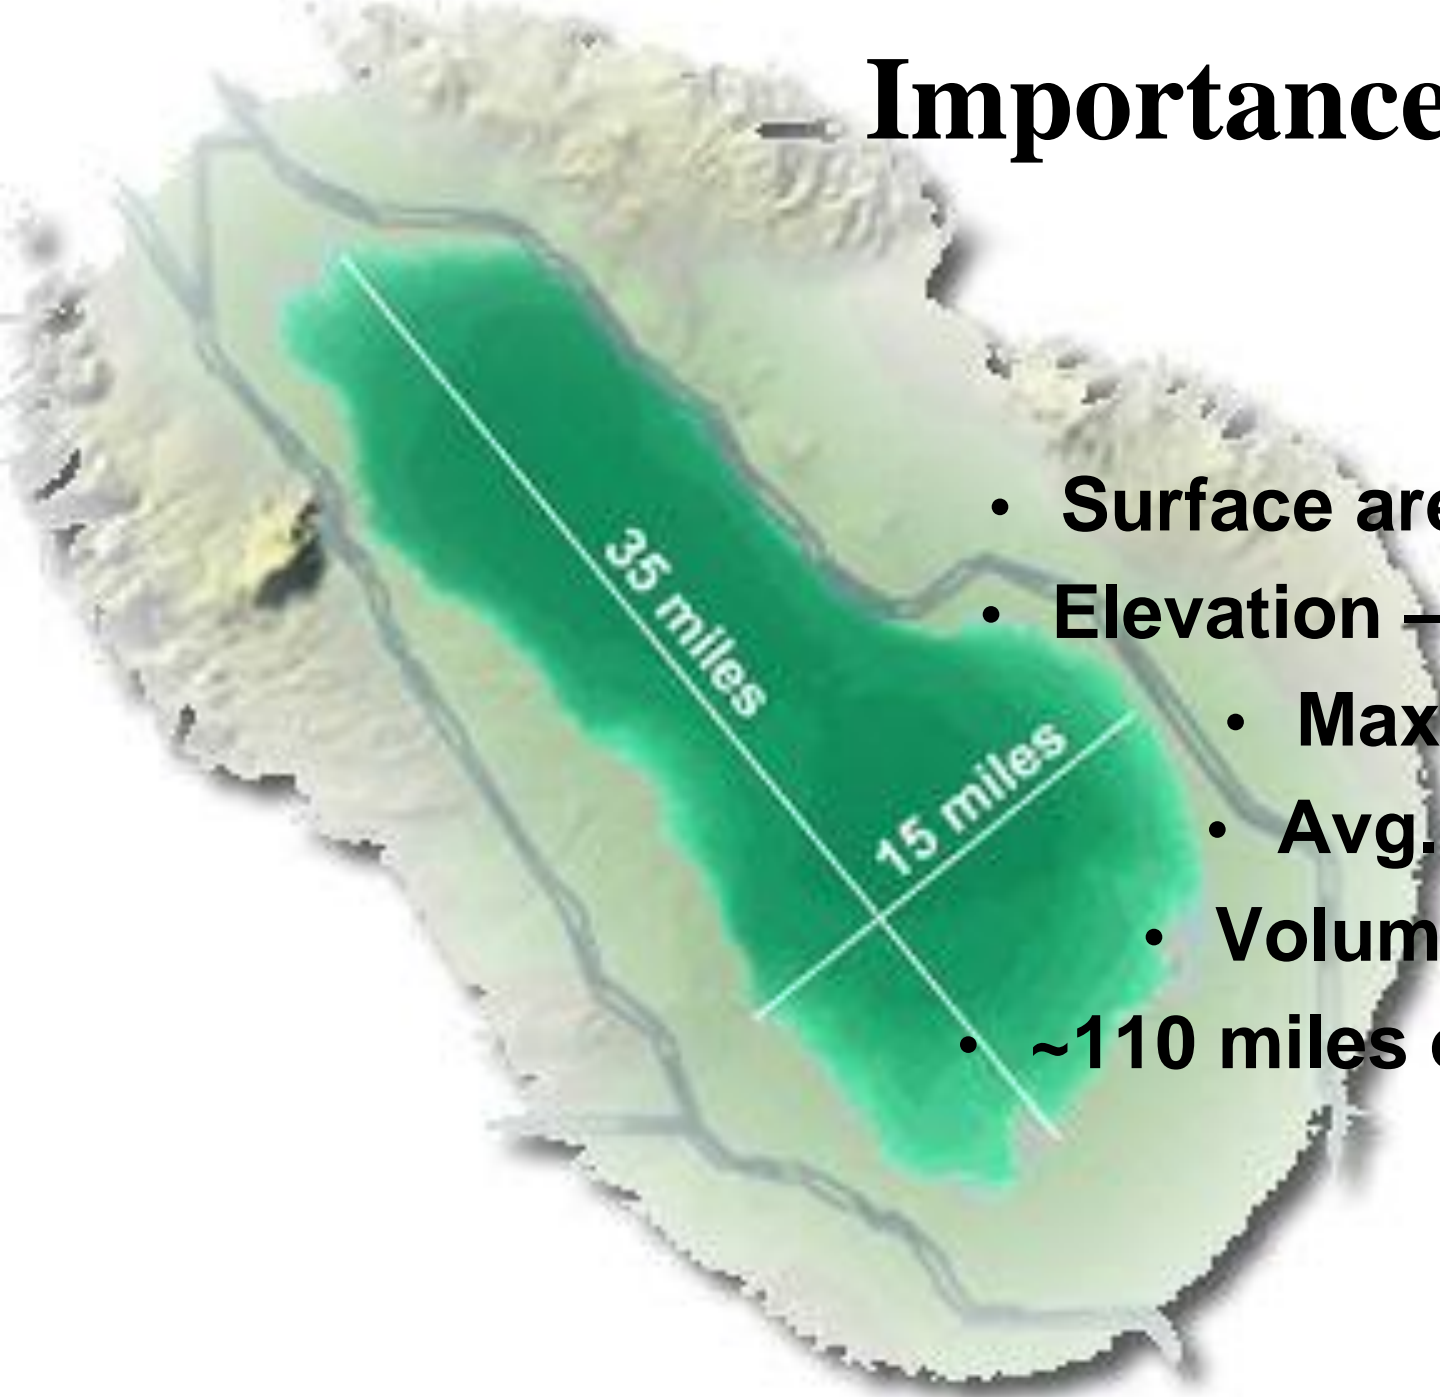 Importance
35 miles
15 miles
• Surface are
• Elevation –
• Max
• Avg.
• Volum
• ~110 miles